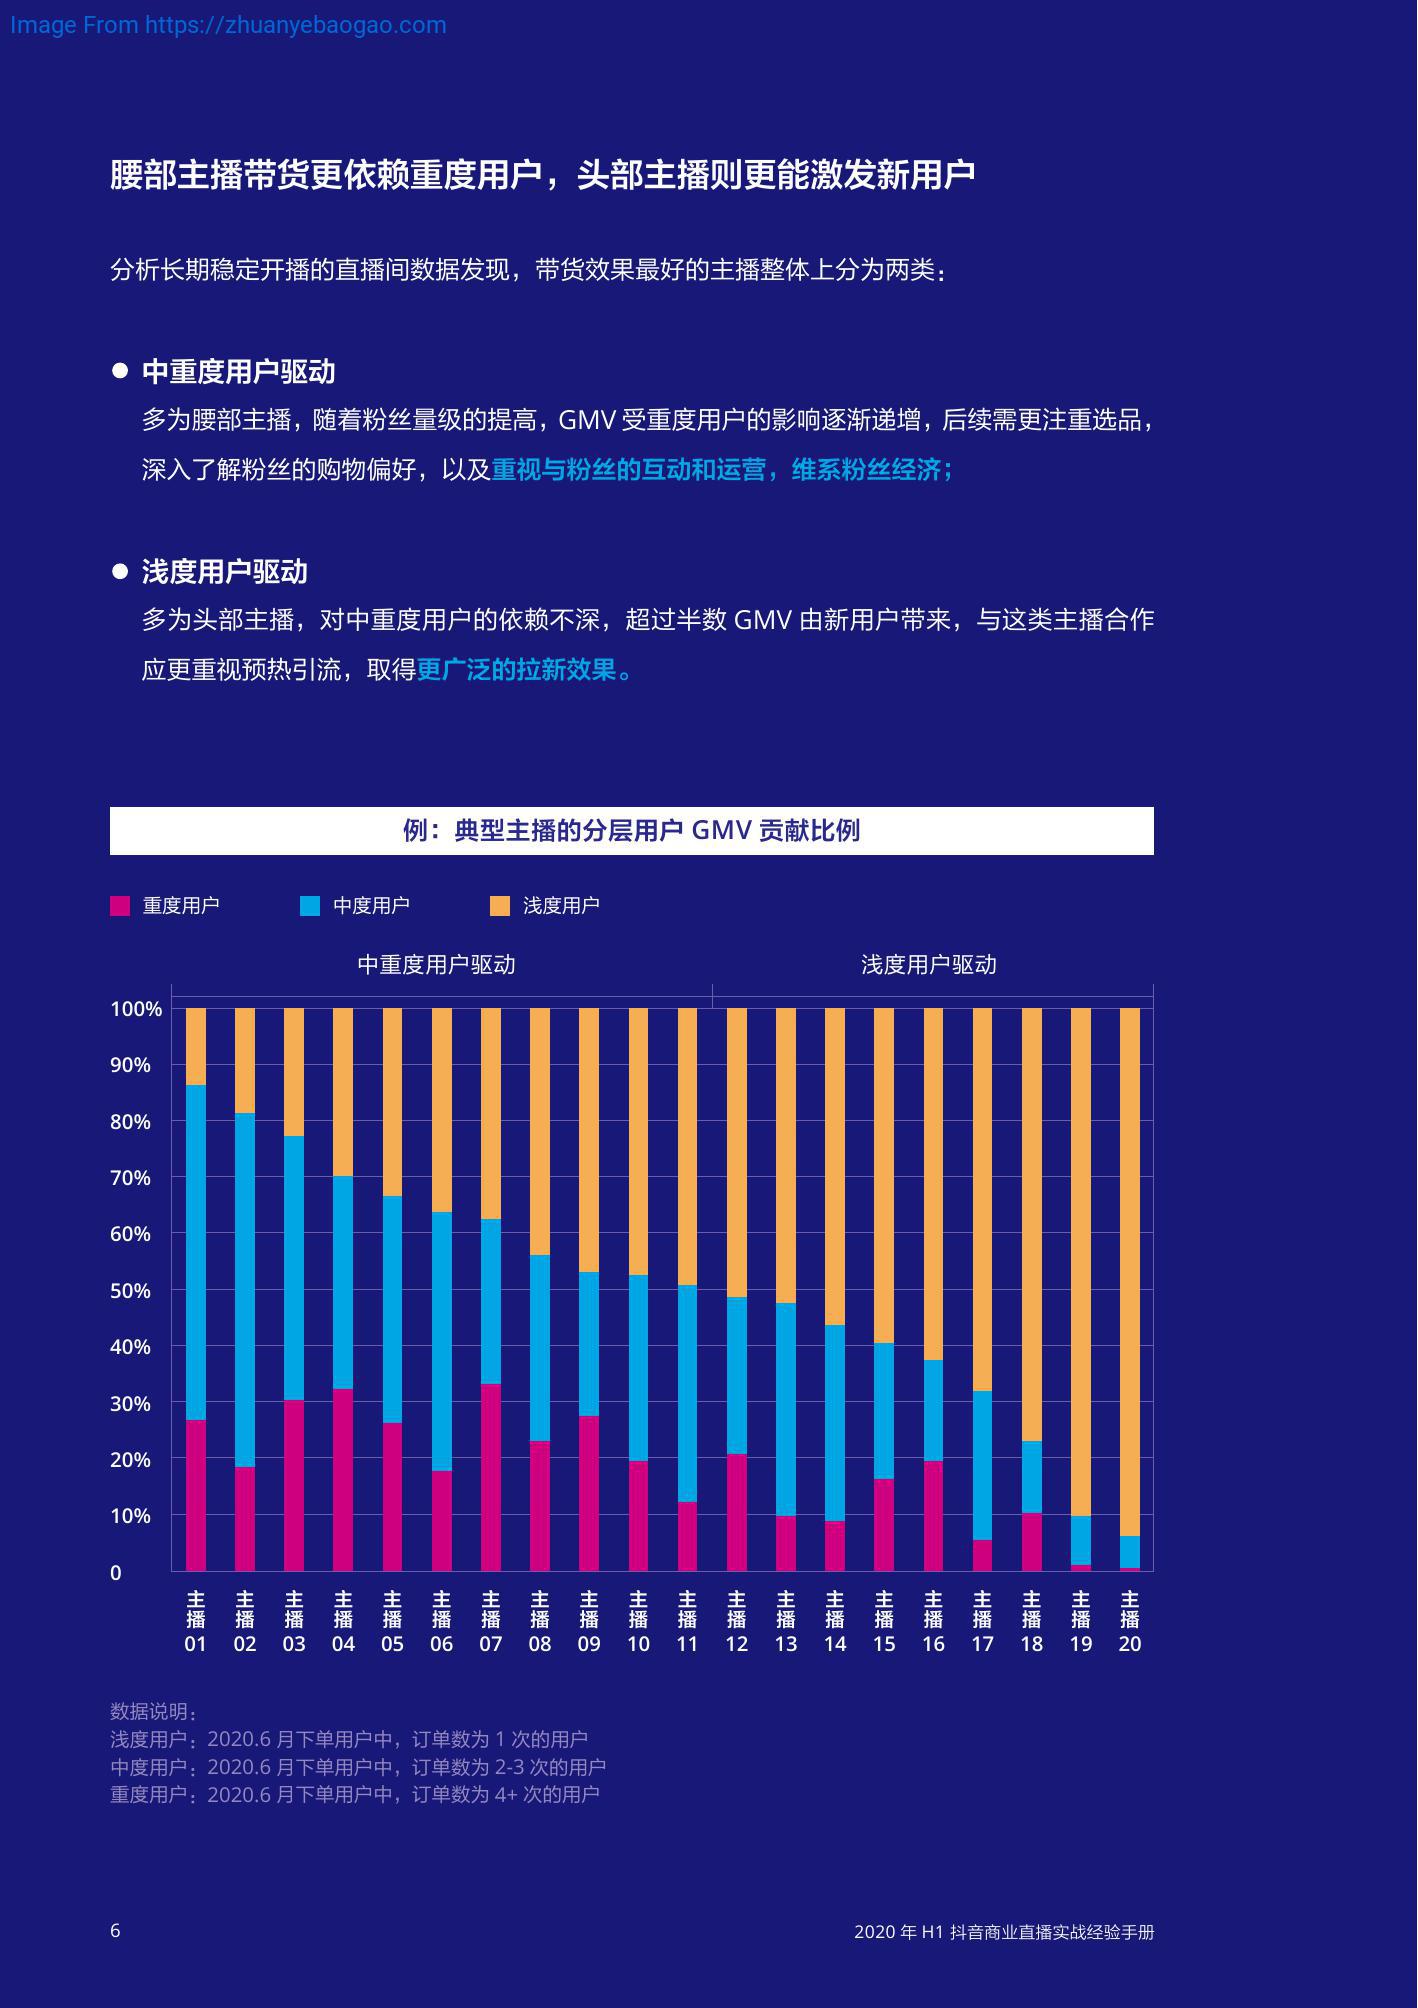 Image From https://zhuanyebaogao.com
腰部主播带货更依赖重度用户，头部主播则更能激发新用户
分析长期稳定开播的直播间数据发现，带货效果最好的主播整体上分为两类：
● 中重度用户驱动
多为腰部主播，随着粉丝量级的提高，GMV 受重度用户的影响逐渐递增，后续需更注重选品，
深入了解粉丝的购物偏好，以及重视与粉丝的互动和运营，维系粉丝经济；
● 浅度用户驱动
多为头部主播，对中重度用户的依赖不深，超过半数 GMV 由新用户带来，与这类主播合作
应更重视预热引流，取得更广泛的拉新效果。
例：典型主播的分层用户 GMV 贡献比例
重度用户 中度用户 浅度用户
中重度用户驱动 浅度用户驱动
100%
90%
80%
70%
60%
50%
40%
30%
20%
10%
0
主播01 主播02 主播03 主播04 主播05 主播06 主播07 主播08 主播09 主播10 主播11 主播12 主播13 主播14 主播15 主播16 主播17 主播18 主播19 主播20
数据说明：
浅度用户：2020.6 月下单用户中，订单数为 1 次的用户
中度用户：2020.6 月下单用户中，订单数为 2-3 次的用户
重度用户：2020.6 月下单用户中，订单数为 4+ 次的用户
6
2020 年 H1 抖音商业直播实战经验手册